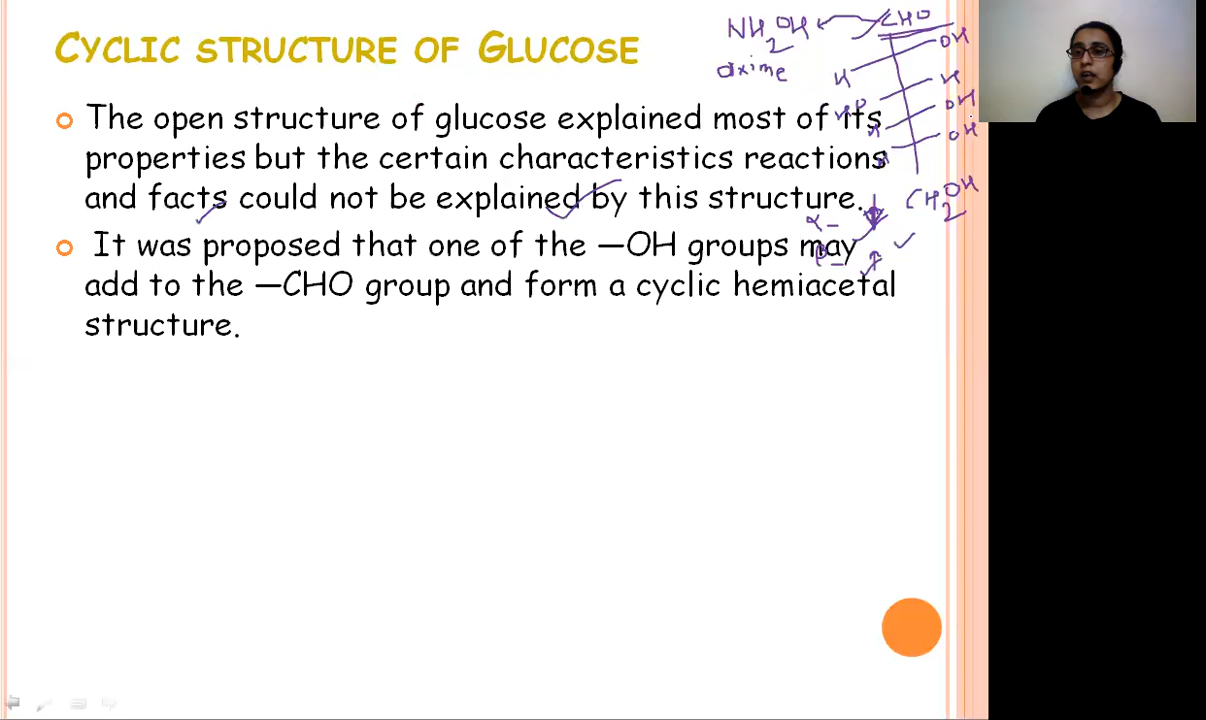 CYCLIC STRUCTURE OF GLUCOSE
The open structure of glucose explained most of its
properties but the certain characteristics reactions
and facts could not be explained by this structure.
It was proposed that one of the —OH groups may
add to the —CHO group and form a cyclic hemiacetal
structure.
NH2OH
oxime
CHO
OH
H
H
HO
OH
H
OH
H
CH2OH
α-
β-